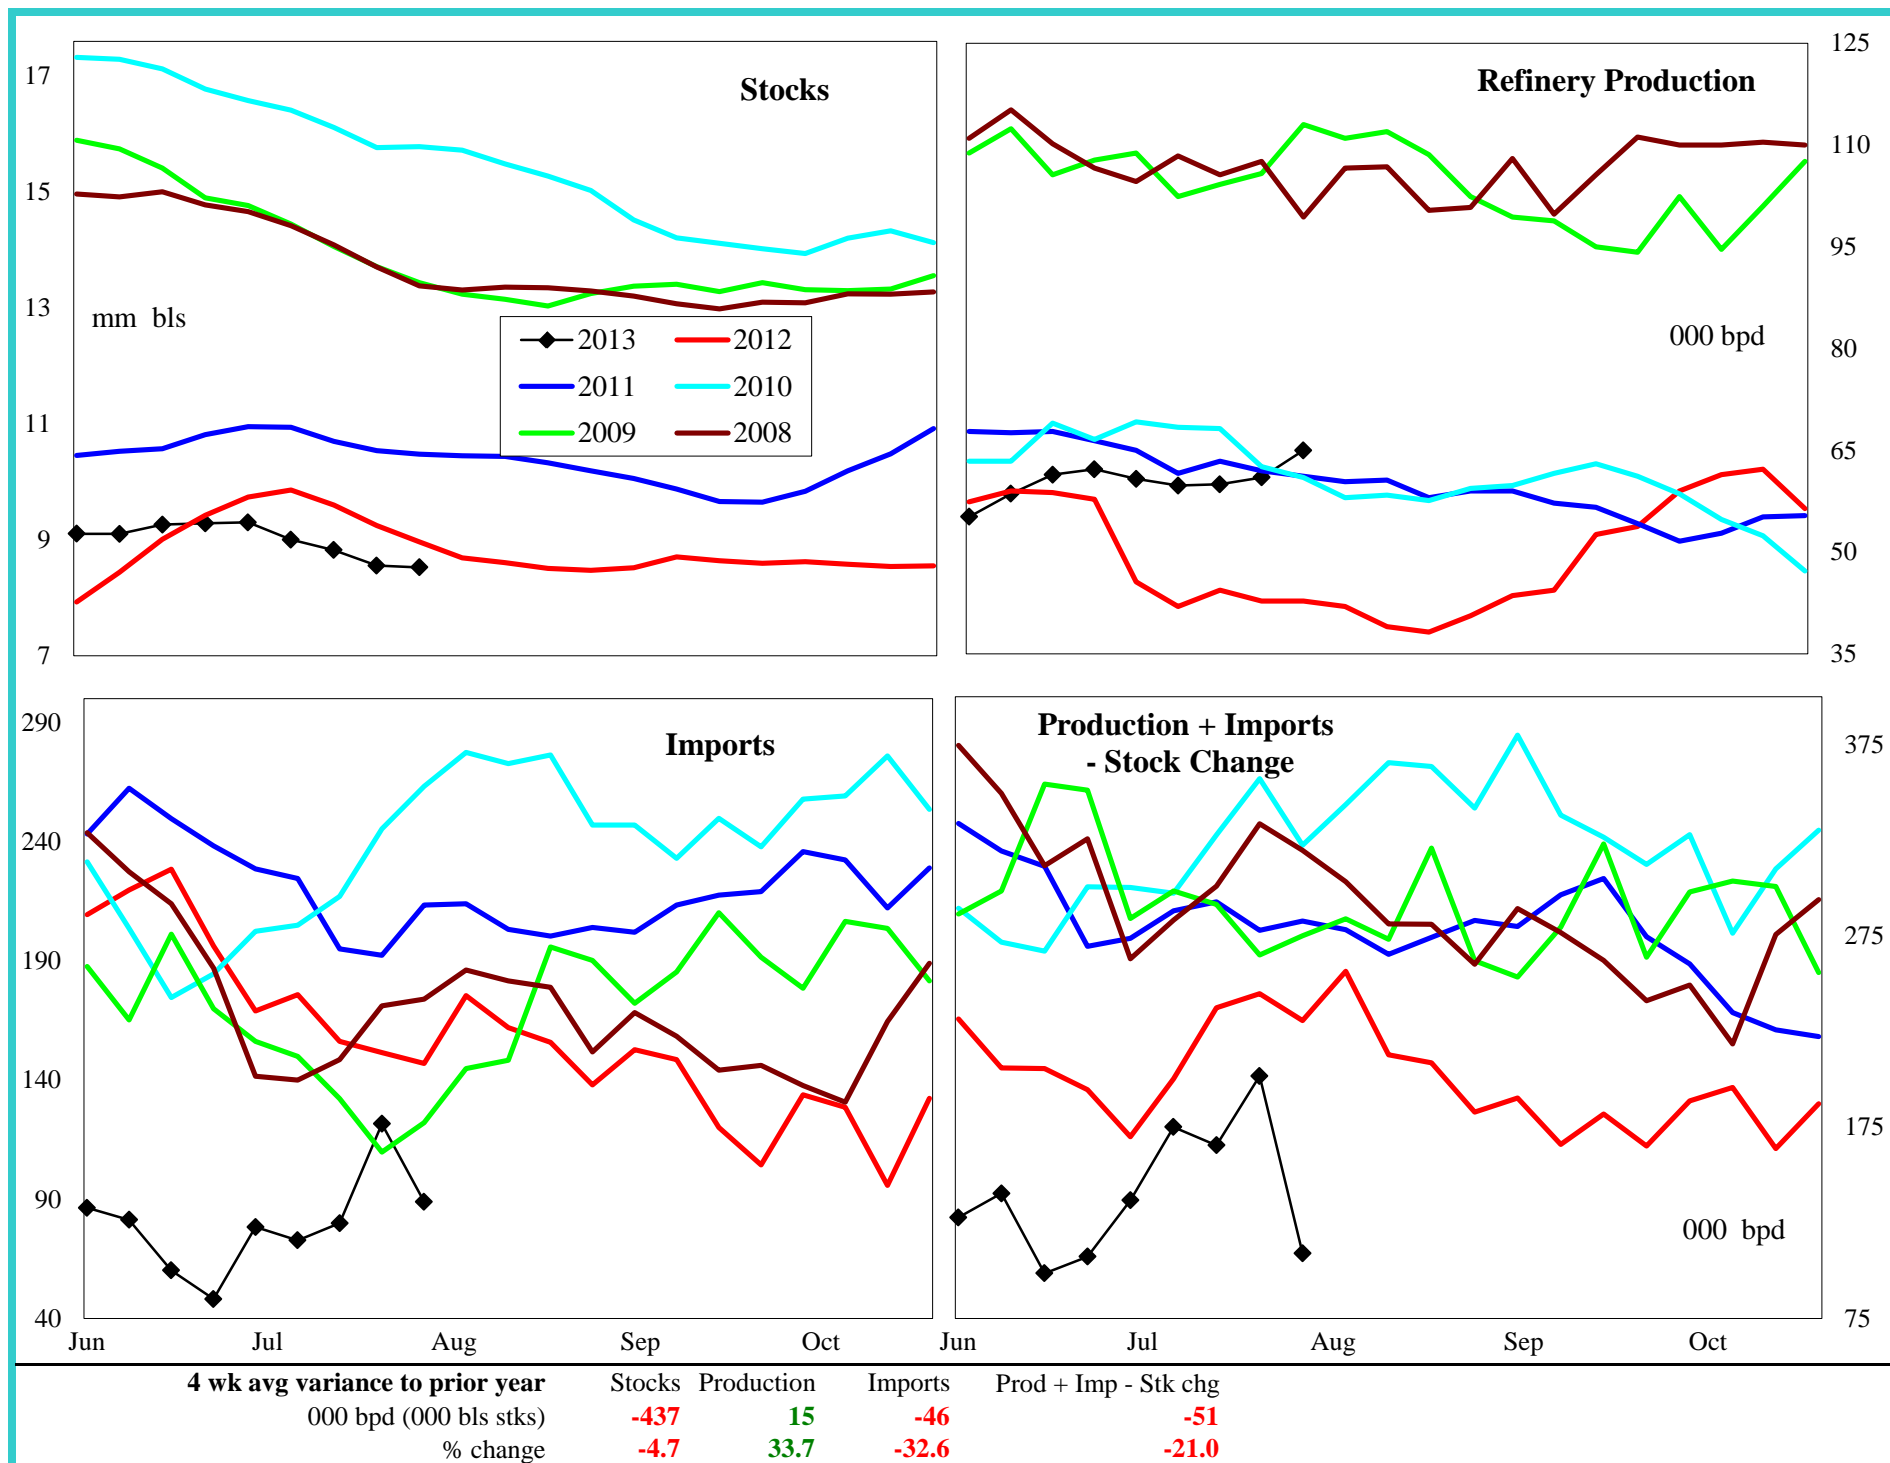 Stocks
17
15
13
11
9
7
mm bls
2013 2012
2011 2010
2009 2008
Refinery Production
125
110
95
80
65
50
35
000 bpd
Imports
290
240
190
140
90
40
Jun Jul Aug Sep Oct
Production + Imports
- Stock Change
375
275
175
75
000 bpd
Jun Jul Aug Sep Oct
4 wk avg variance to prior year Stocks Production Imports Prod + Imp - Stk chg
000 bpd (000 bls stks) -437 15 -46 -51
% change -4.7 33.7 -32.6 -21.0